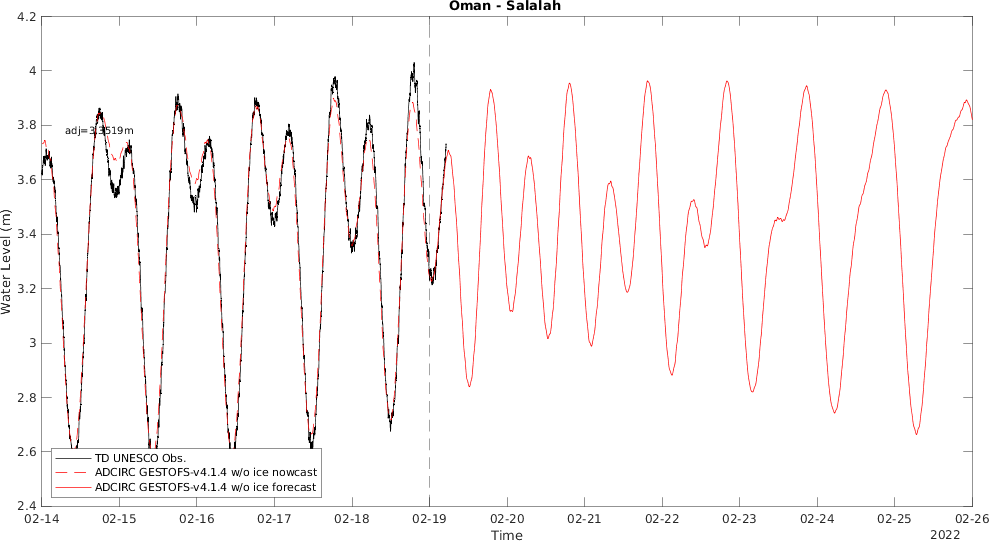 Oman - Salalah
4.2
4
3.8
3.6
3.4
3.2
3
2.8
2.6
2.4
Water Level (m)
adj=3.3519m
TD UNESCO Obs.
ADCIRC GESTOFS-v4.1.4 w/o ice nowcast
ADCIRC GESTOFS-v4.1.4 w/o ice forecast
02-14 02-15 02-16 02-17 02-18 02-19 02-20 02-21 02-22 02-23 02-24 02-25 02-26
Time
2022